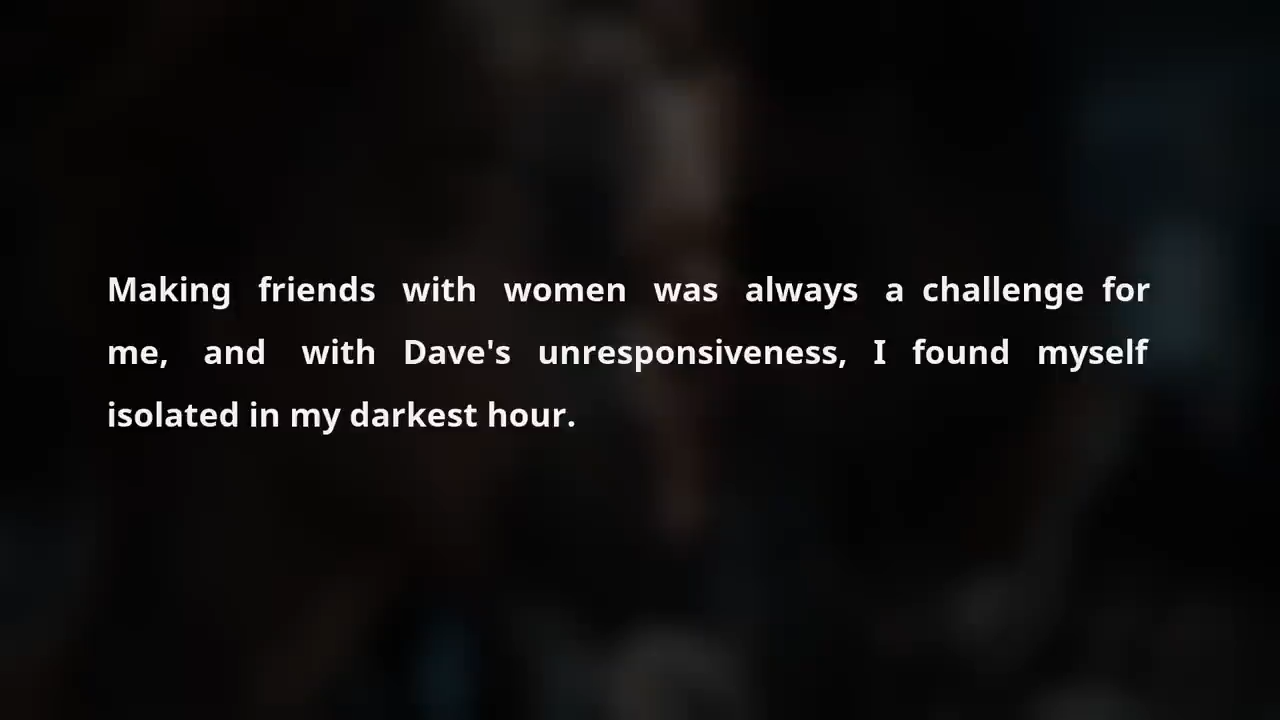 Making friends with women was always a challenge for
me, and with Dave's unresponsiveness, I found myself
isolated in my darkest hour.